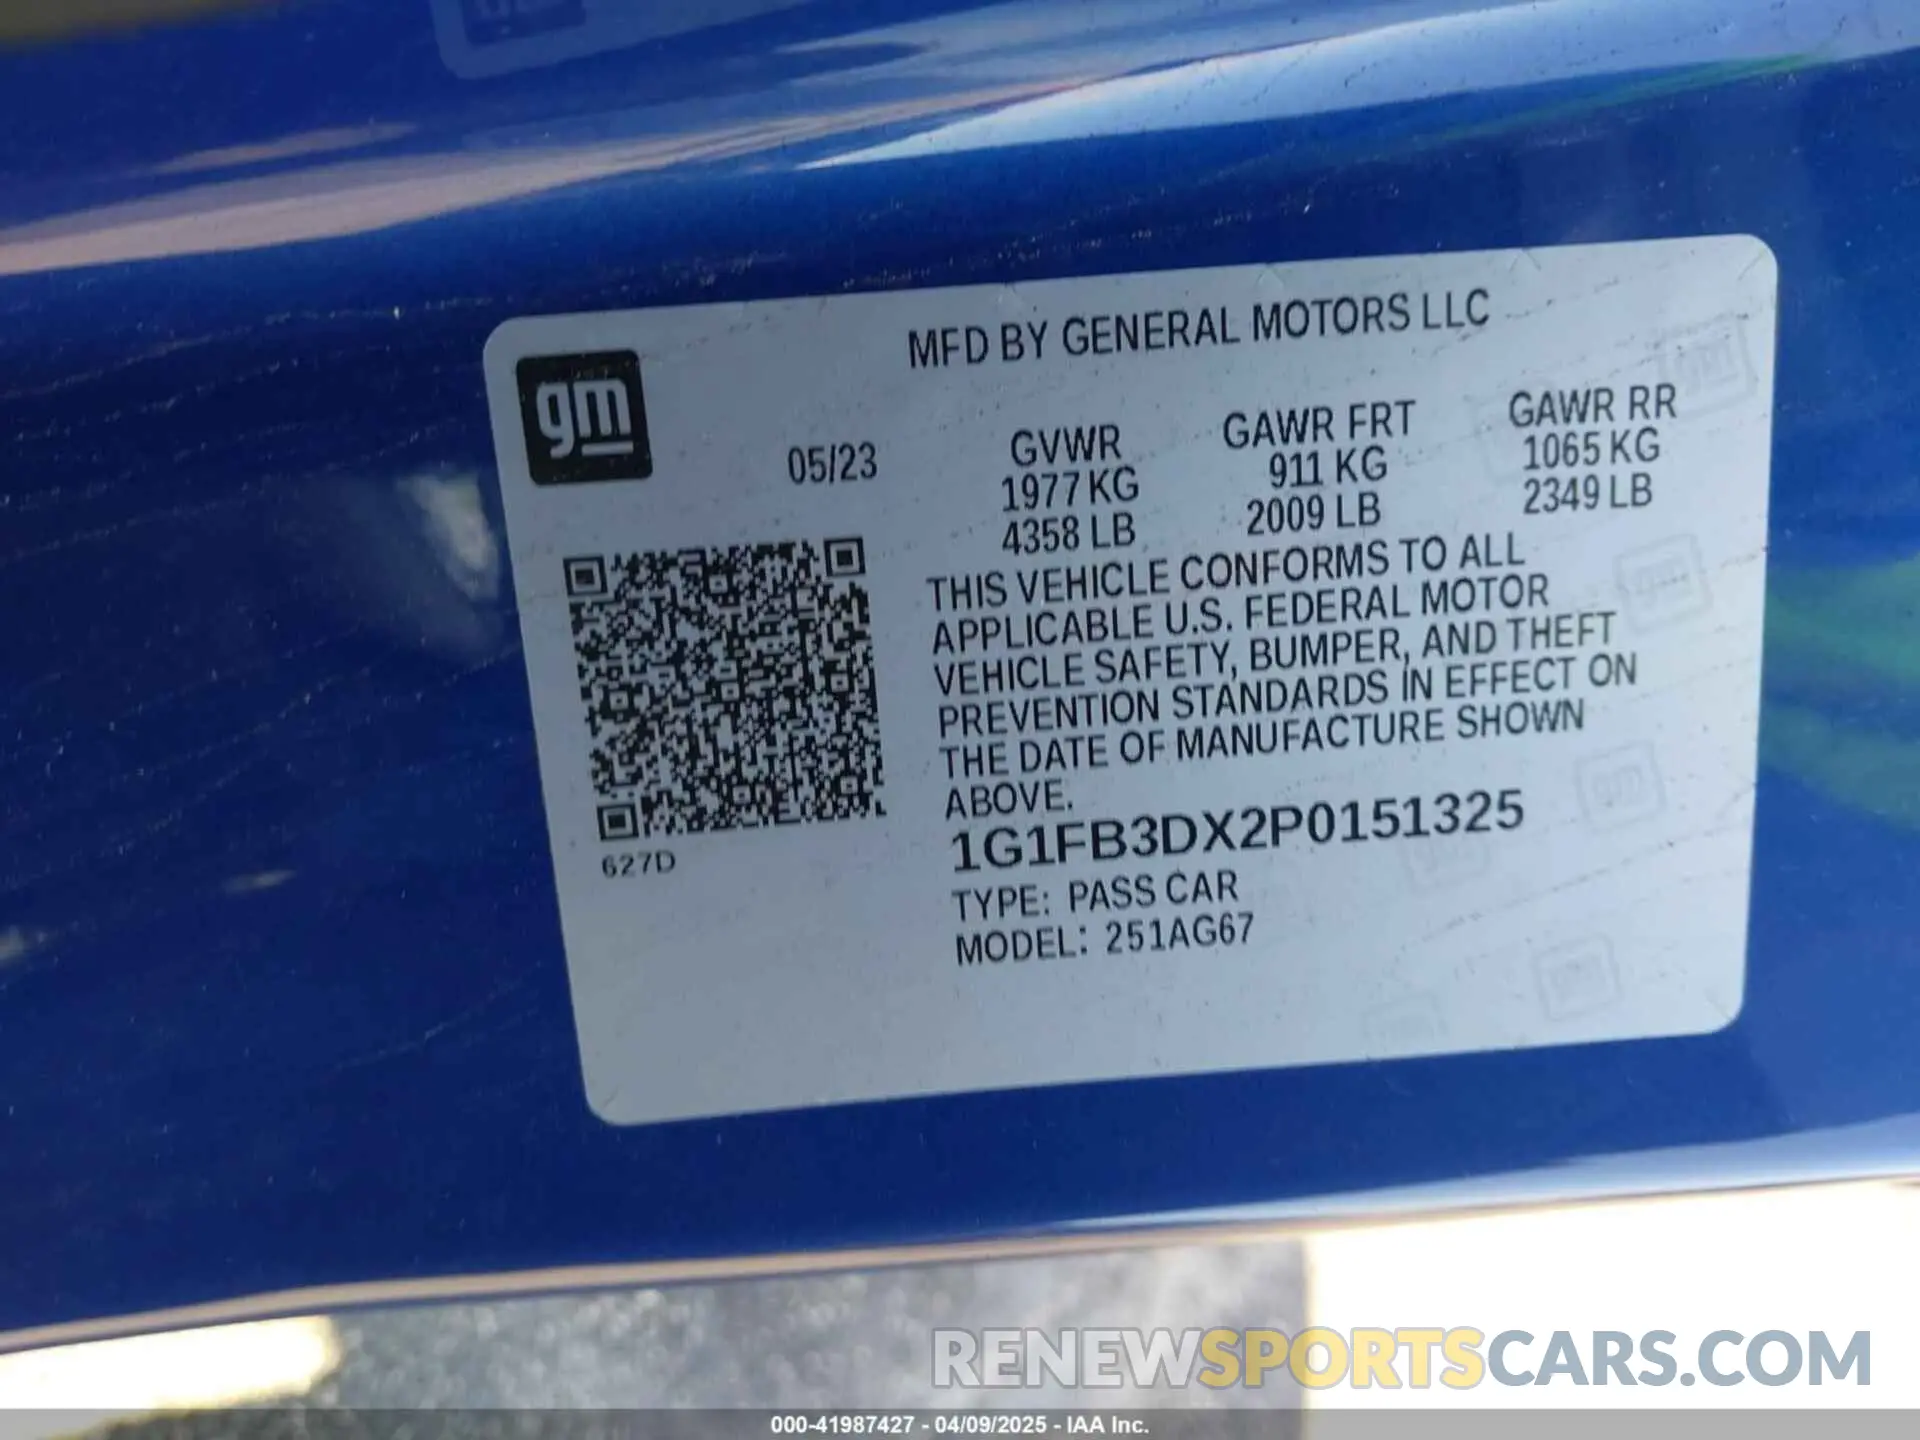 MFD BY GENERAL MOTORS LLC
gm
05/23
GVWR
1977 KG
4358 LB
GAWR FRT
911 KG
2009 LB
GAWR RR
1065 KG
2349 LB
THIS VEHICLE CONFORMS TO ALL
APPLICABLE U.S. FEDERAL MOTOR
VEHICLE SAFETY, BUMPER, AND THEFT
PREVENTION STANDARDS IN EFFECT ON
THE DATE OF MANUFACTURE SHOWN
ABOVE.
1G1FB3DX2P0151325
627D
TYPE: PASS CAR
MODEL: 251AG67
RENEWSPORTSCARS.COM
000-41987427 - 04/09/2025 - IAA Inc.